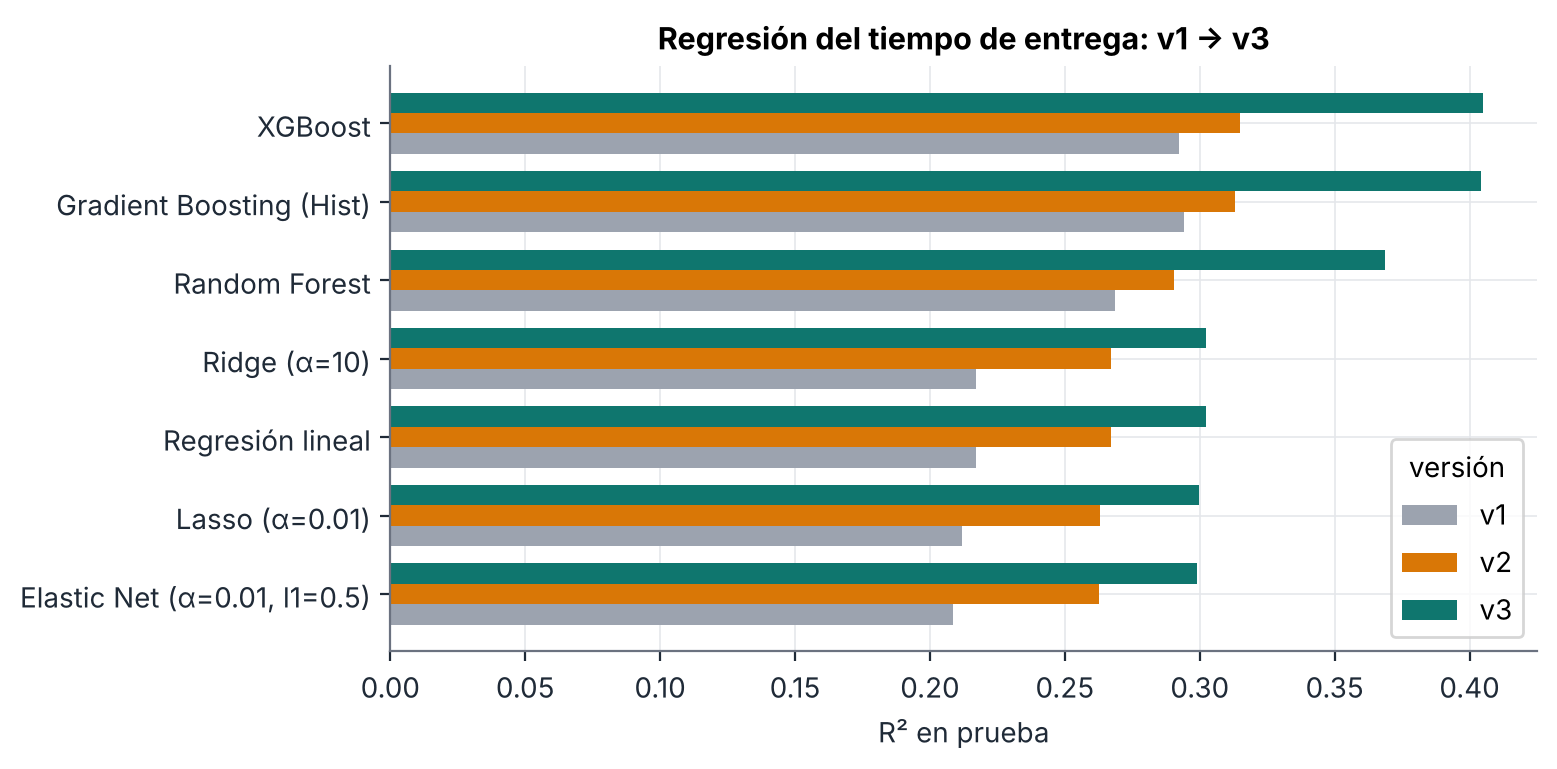 Regresión del tiempo de entrega: v1 → v3
XGBoost
Gradient Boosting (Hist)
Random Forest
Ridge (α=10)
Regresión lineal
Lasso (α=0.01)
Elastic Net (α=0.01, l1=0.5)
versión
v1
v2
v3
0.00 0.05 0.10 0.15 0.20 0.25 0.30 0.35 0.40
R² en prueba